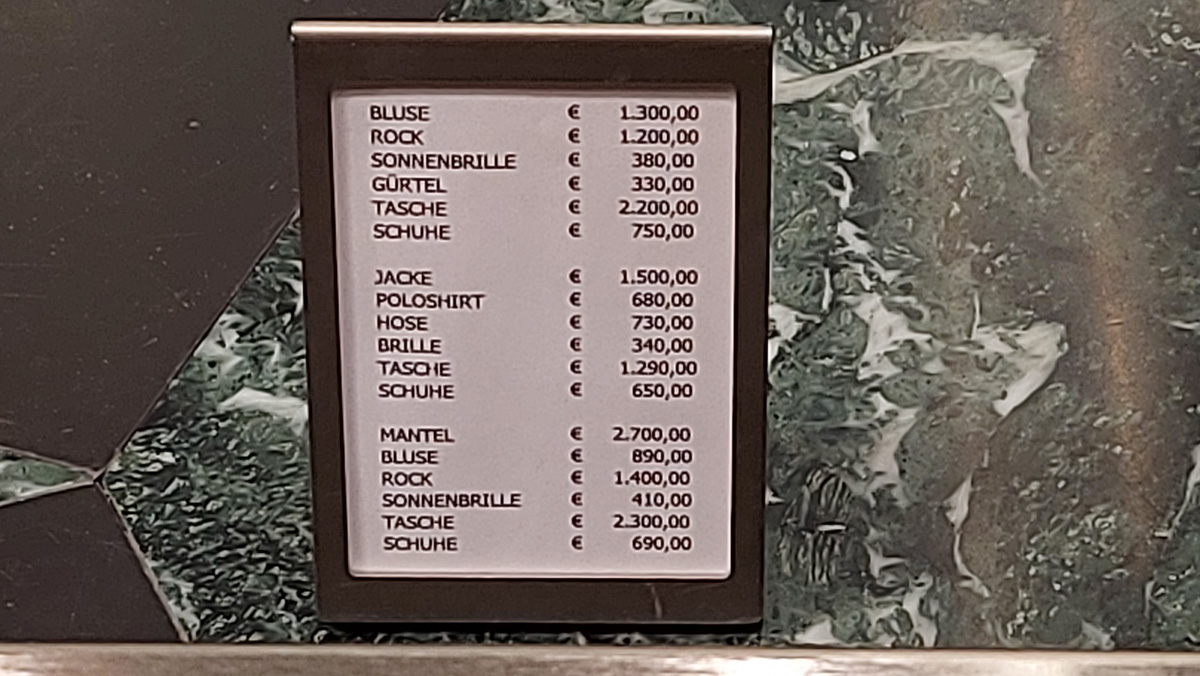 BLUSE € 1.300,00
ROCK € 1.200,00
SONNENBRILLE € 380,00
GÜRTEL € 330,00
TASCHE € 2.200,00
SCHUHE € 750,00
JACKE € 1.500,00
POLOSHIRT € 680,00
HOSE € 730,00
BRILLE € 340,00
TASCHE € 1.290,00
SCHUHE € 650,00
MANTEL € 2.700,00
BLUSE € 890,00
ROCK € 1.400,00
SONNENBRILLE € 410,00
TASCHE € 2.300,00
SCHUHE € 690,00